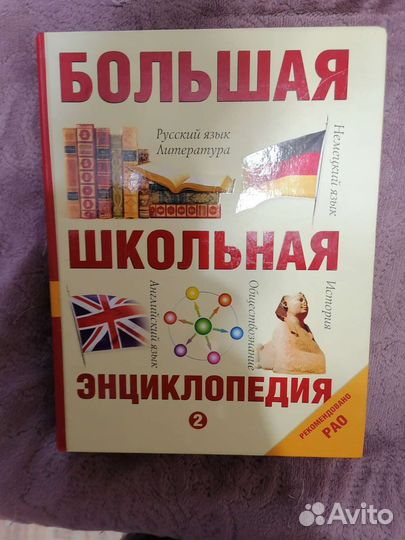 БОЛЬШАЯ
Русский язык
Литература
Немецкий язык
ШКОЛЬНАЯ
Английский язык
Обществознание
История
ЭНЦИКЛОПЕДИЯ
2
РЕКОМЕНДОВАНО
РАО
Avito